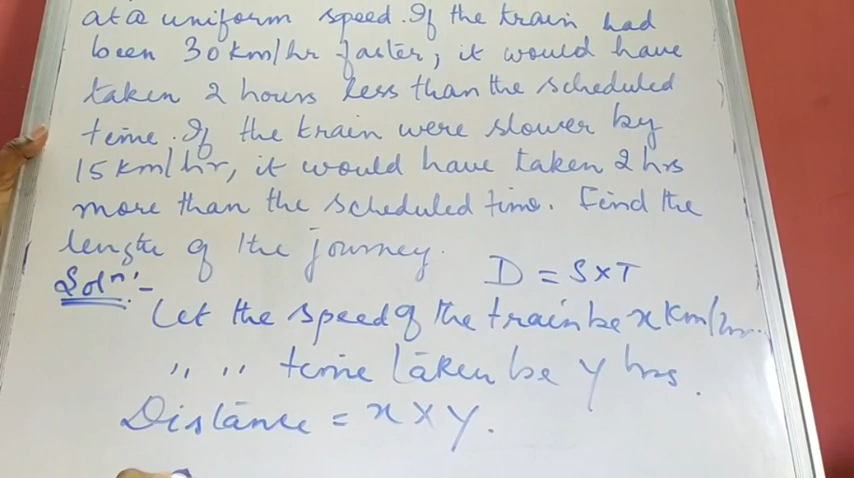 at a uniform speed. If the train had
been 30 km/hr faster, it would have
taken 2 hours less than the scheduled
time. If the train were slower by
15 km/hr, it would have taken 2 hrs
more than the scheduled time. Find the
length of the journey.
Soln:- D = S × T
Let the speed of the train be x km/hr.
,, ,, time taken be y hrs.
Distance = x × y.